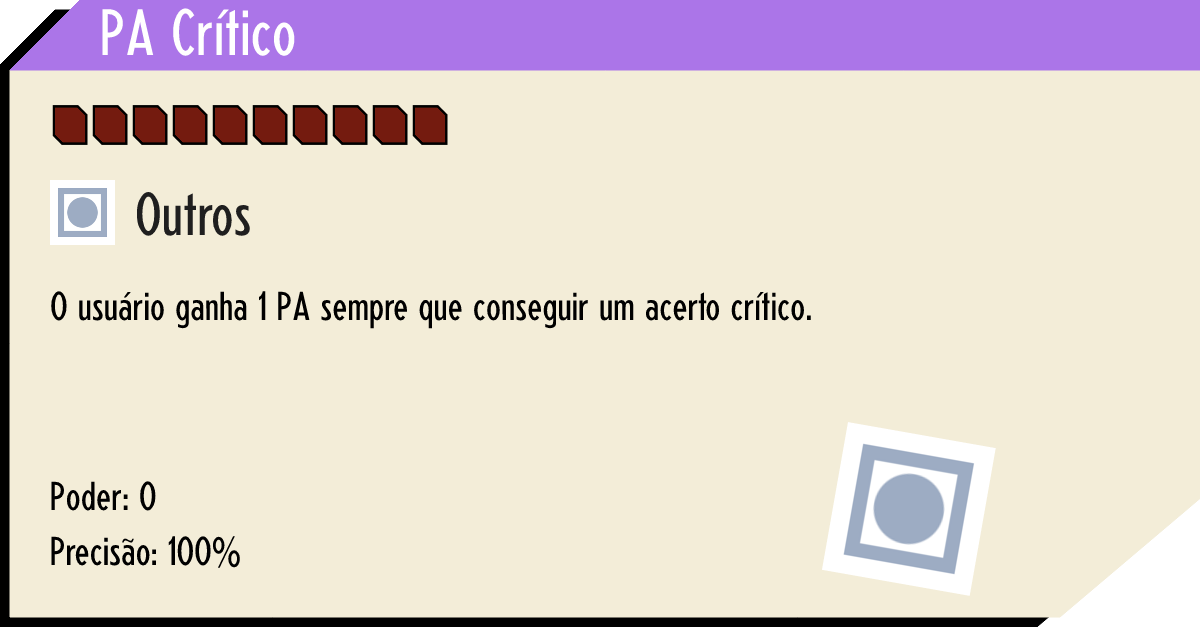 PA Crítico
Outros
O usuário ganha 1 PA sempre que conseguir um acerto crítico.
Poder: 0
Precisão: 100%